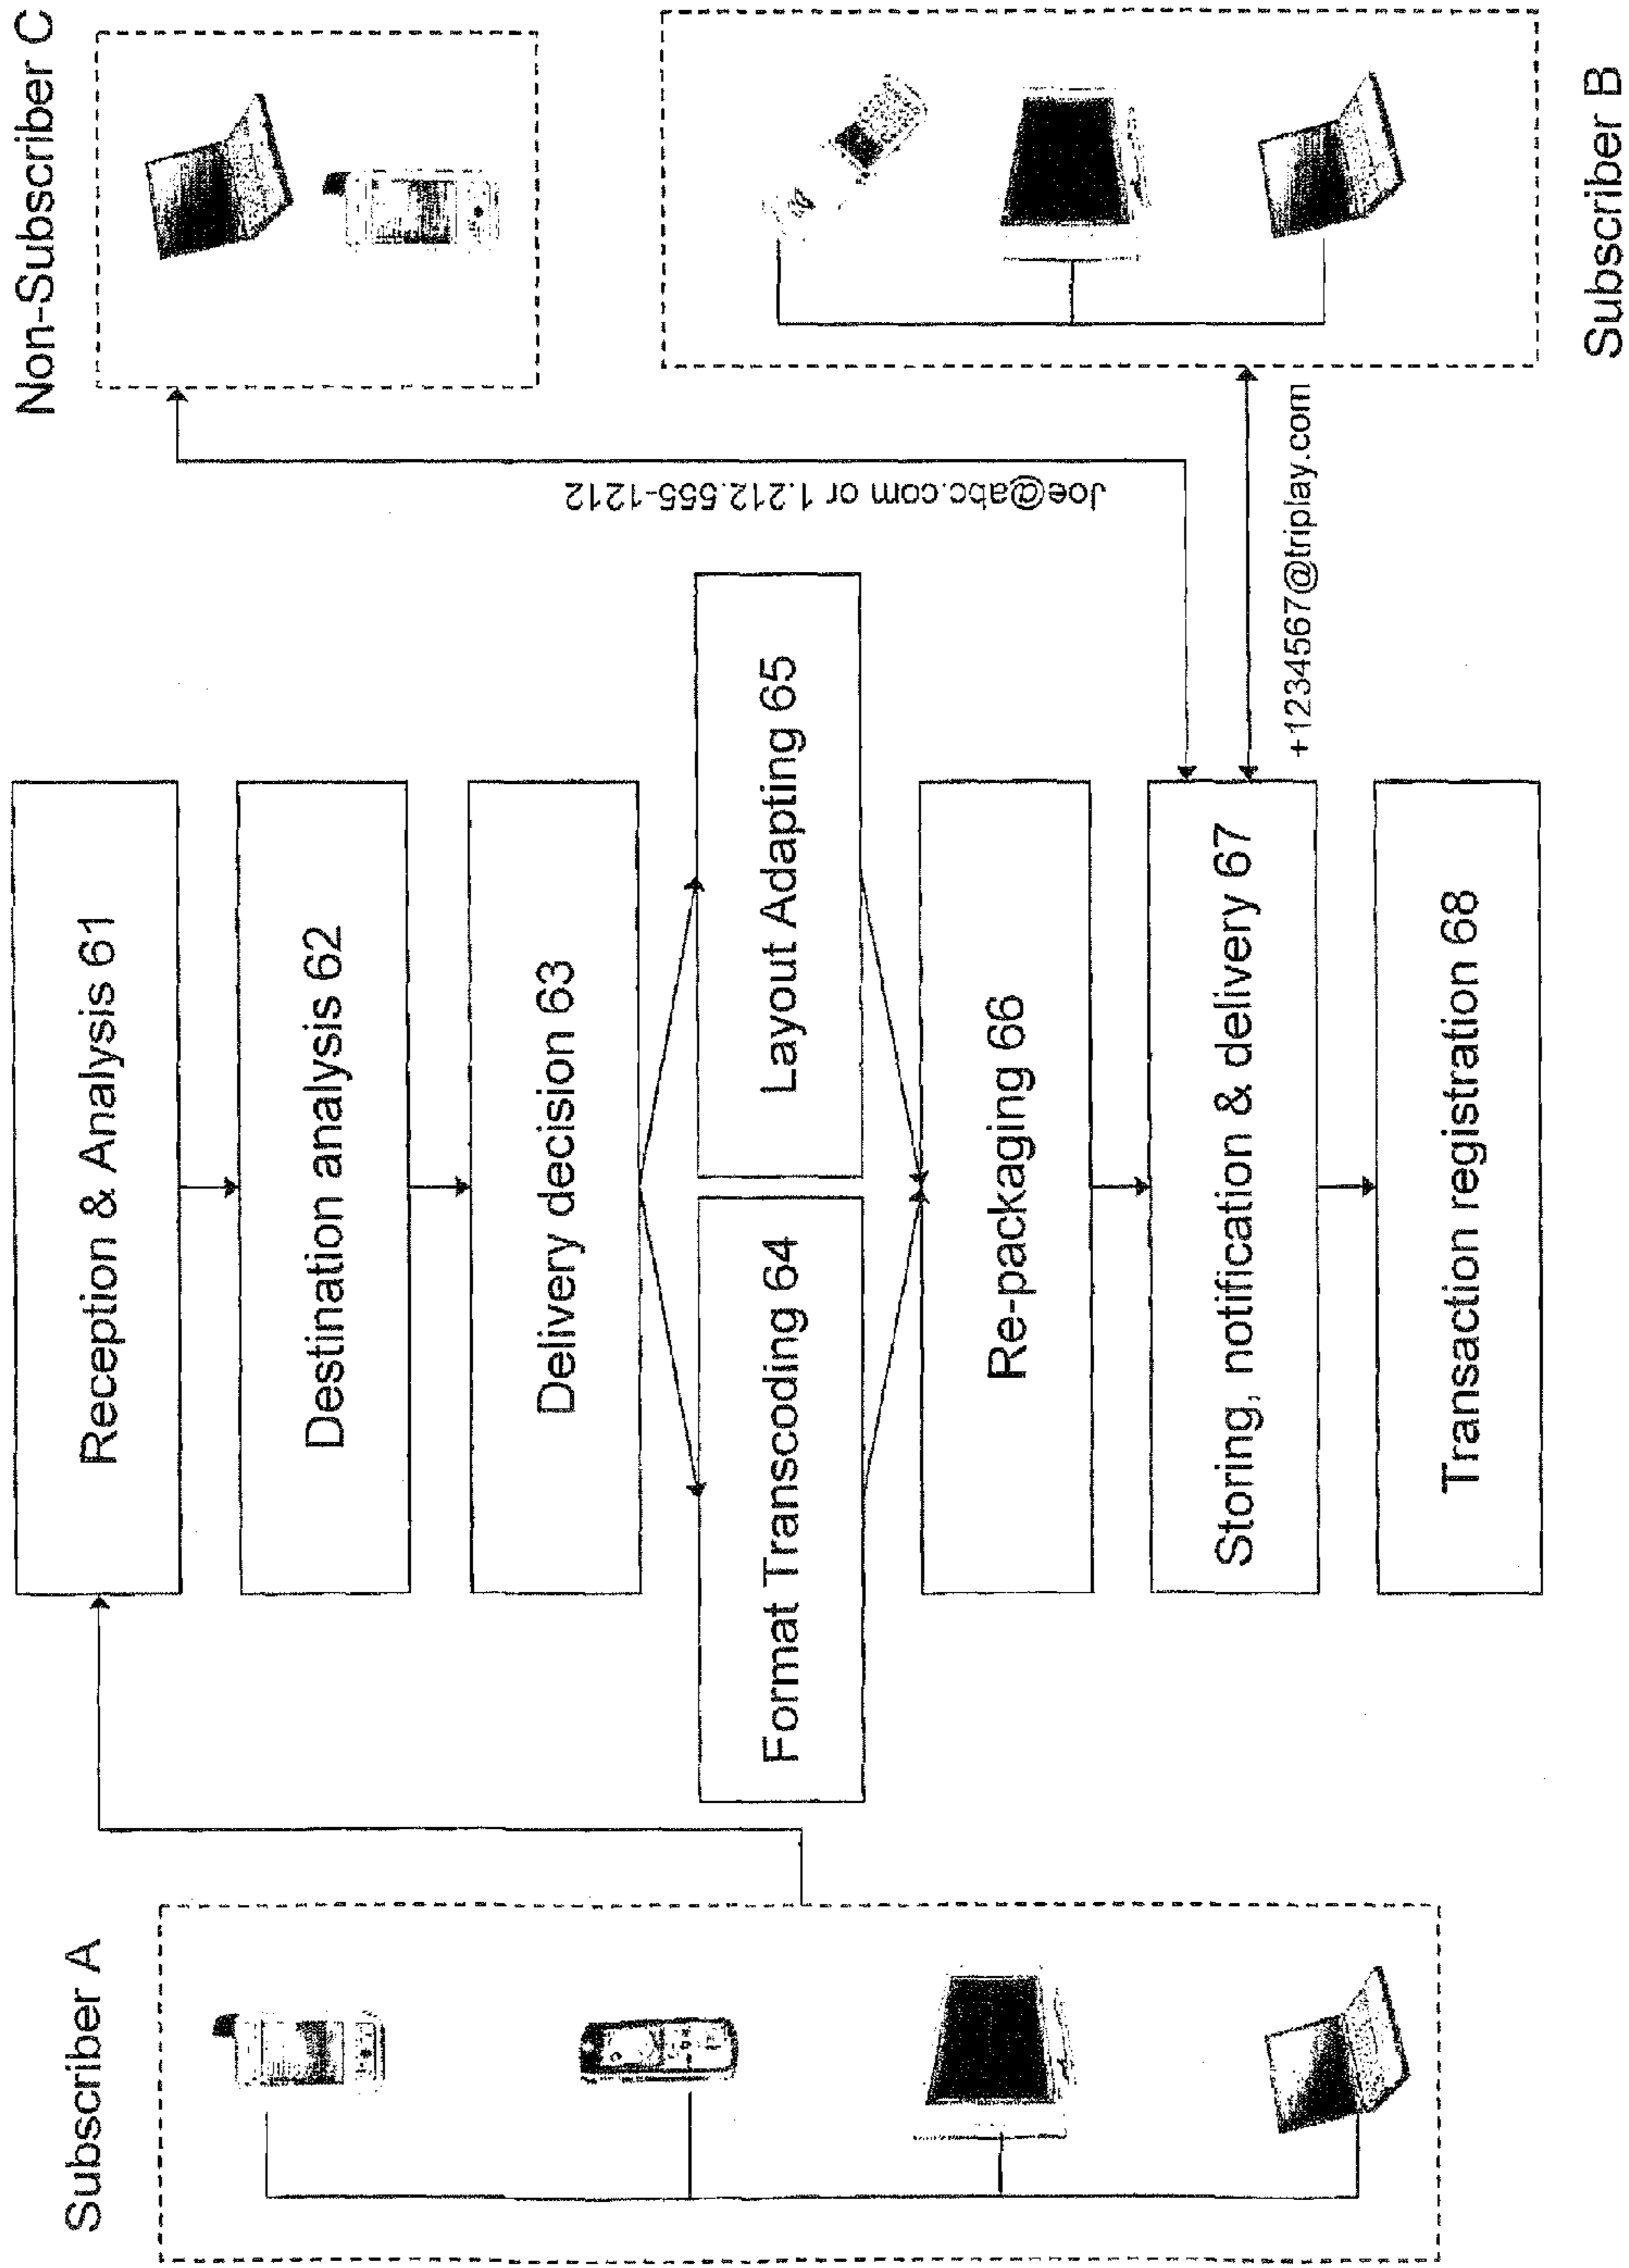 Subscriber A
Reception & Analysis 61
Destination analysis 62
Delivery decision 63
Format Transcoding 64
Layout Adapting 65
Re-packaging 66
Storing, notification & delivery 67
Transaction registration 68
Non-Subscriber C
Joe@abc.com or 1.212.555-1212
+1234567@triplay.com
Subscriber B